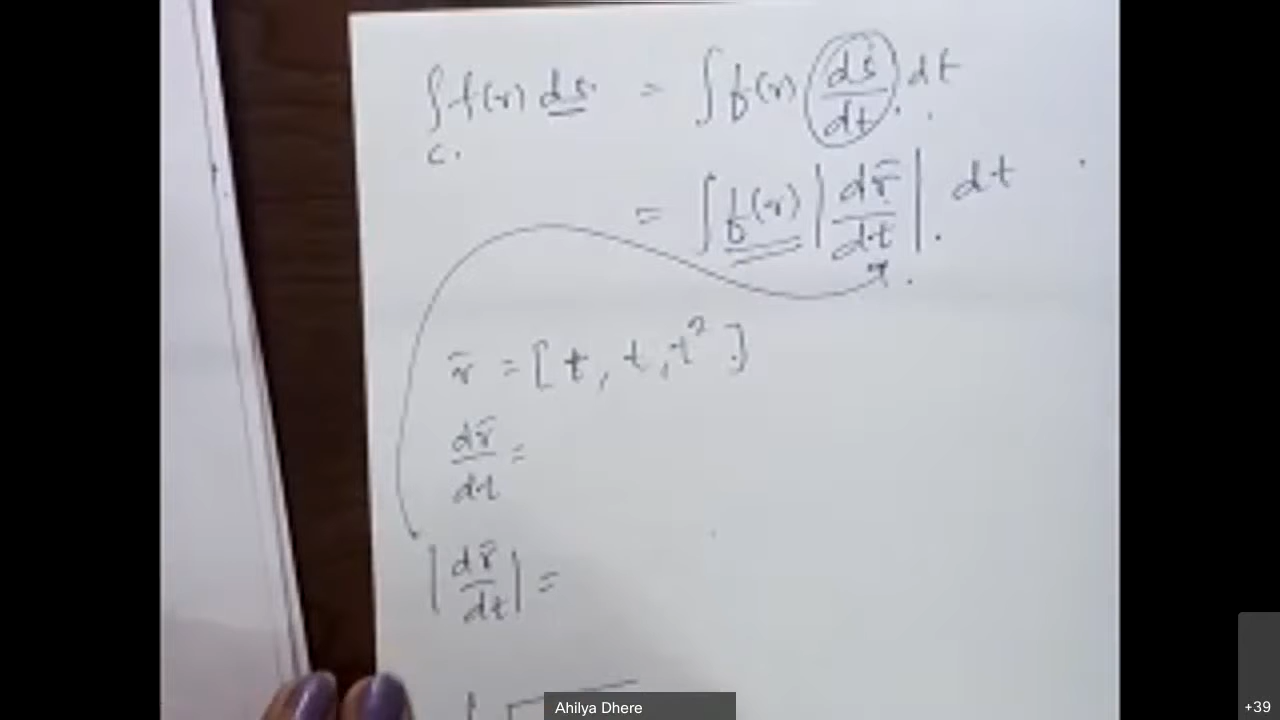 ∫_c f(r) ds = ∫ f(r) ds/dt dt
= ∫ f(r) |dr̄/dt| dt
r̄ = [t, t, t²]
dr̄/dt =
|dr̄/dt| =
Ahilya Dhere
+39